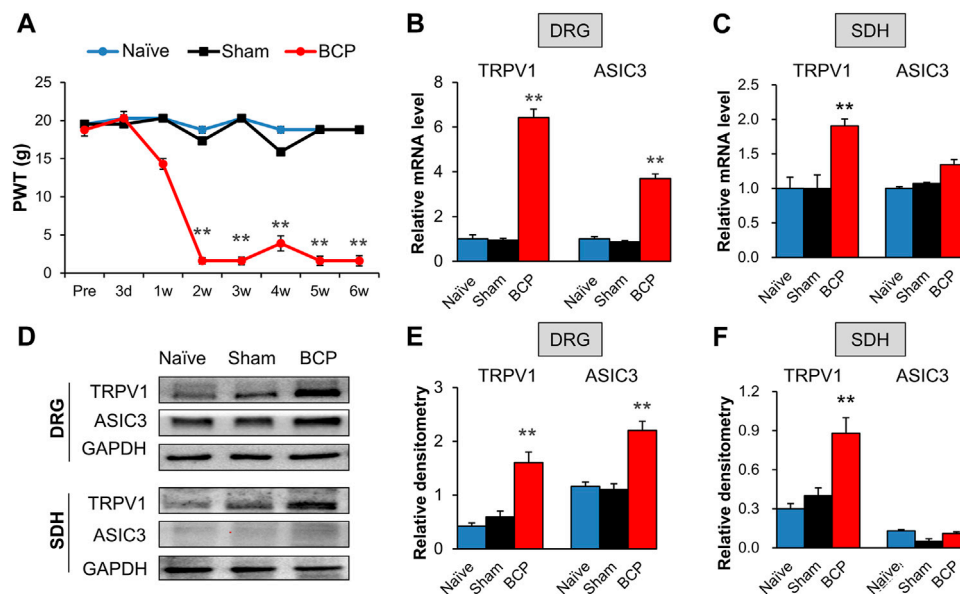 A
Naïve Sham BCP
PWT (g)
25
20
15
10
5
0
** ** ** ** **
Pre 3d 1w 2w 3w 4w 5w 6w
B
DRG
TRPV1 ASIC3
Relative mRNA level
8
6
4
2
0
** **
Naïve Sham BCP Naïve Sham BCP
C
SDH
TRPV1 ASIC3
Relative mRNA level
2.5
2.0
1.5
1.0
0.5
0.0
**
Naïve Sham BCP Naïve Sham BCP
D
Naïve Sham BCP
DRG
TRPV1
ASIC3
GAPDH
SDH
TRPV1
ASIC3
GAPDH
E
DRG
TRPV1 ASIC3
Relative densitometry
3
2
1
0
** **
Naïve Sham BCP Naïve Sham BCP
F
SDH
TRPV1 ASIC3
Relative densitometry
1.2
0.9
0.6
0.3
0.0
**
Naïve Sham BCP Naïve Sham BCP